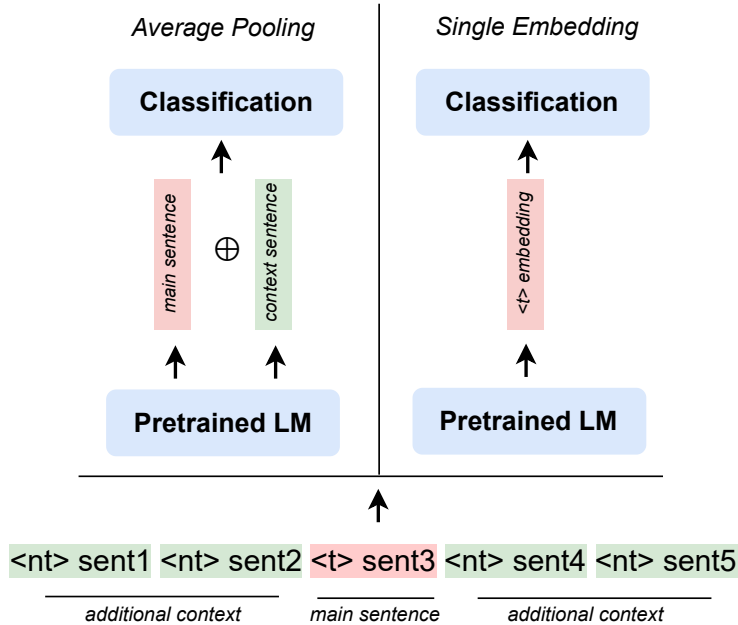 Average Pooling
Single Embedding
Classification
Classification
main sentence
context sentence
<t> embedding
Pretrained LM
Pretrained LM
<nt> sent1 <nt> sent2 <t> sent3 <nt> sent4 <nt> sent5
additional context
main sentence
additional context